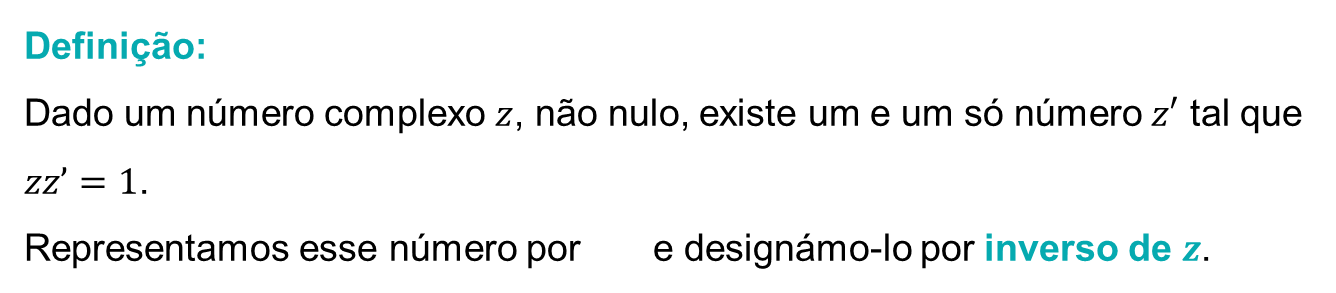 Definição:
Dado um número complexo z, não nulo, existe um e um só número z′ tal que
zz’ = 1.
Representamos esse número por e designámo-lo por inverso de z.